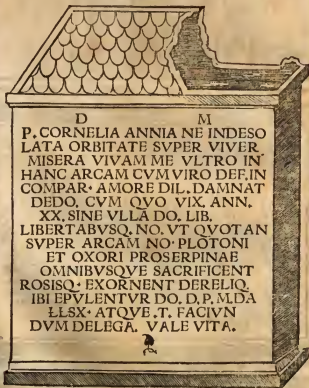 D M
P. CORNELIA ANNIA NE INDESO
LATA ORBITATE SVPER VIVER
MISERA VIVAM ME VLTRO IN
HANC ARCAM CVM VIRO DEF. IN
COMPAR· AMORE DIL. DAMNAT
DEDO. CVM QVO VIX. ANN.
XX. SINE VLLA DO. LIB.
LIBERTABVSQ. NO. VT QVOTAN
SVPER ARCAM NO· PLOTONI
ET OXORI PROSERPINAE
OMNIBVSQVE SACRIFICENT
ROSISQ· EXORNENT DERELIQ.
IBI EPVLENTVR DO. D. P. M. DA
LLSX· ATQVE .T. FACIVN
DVM DELEGA. VALE VITA.